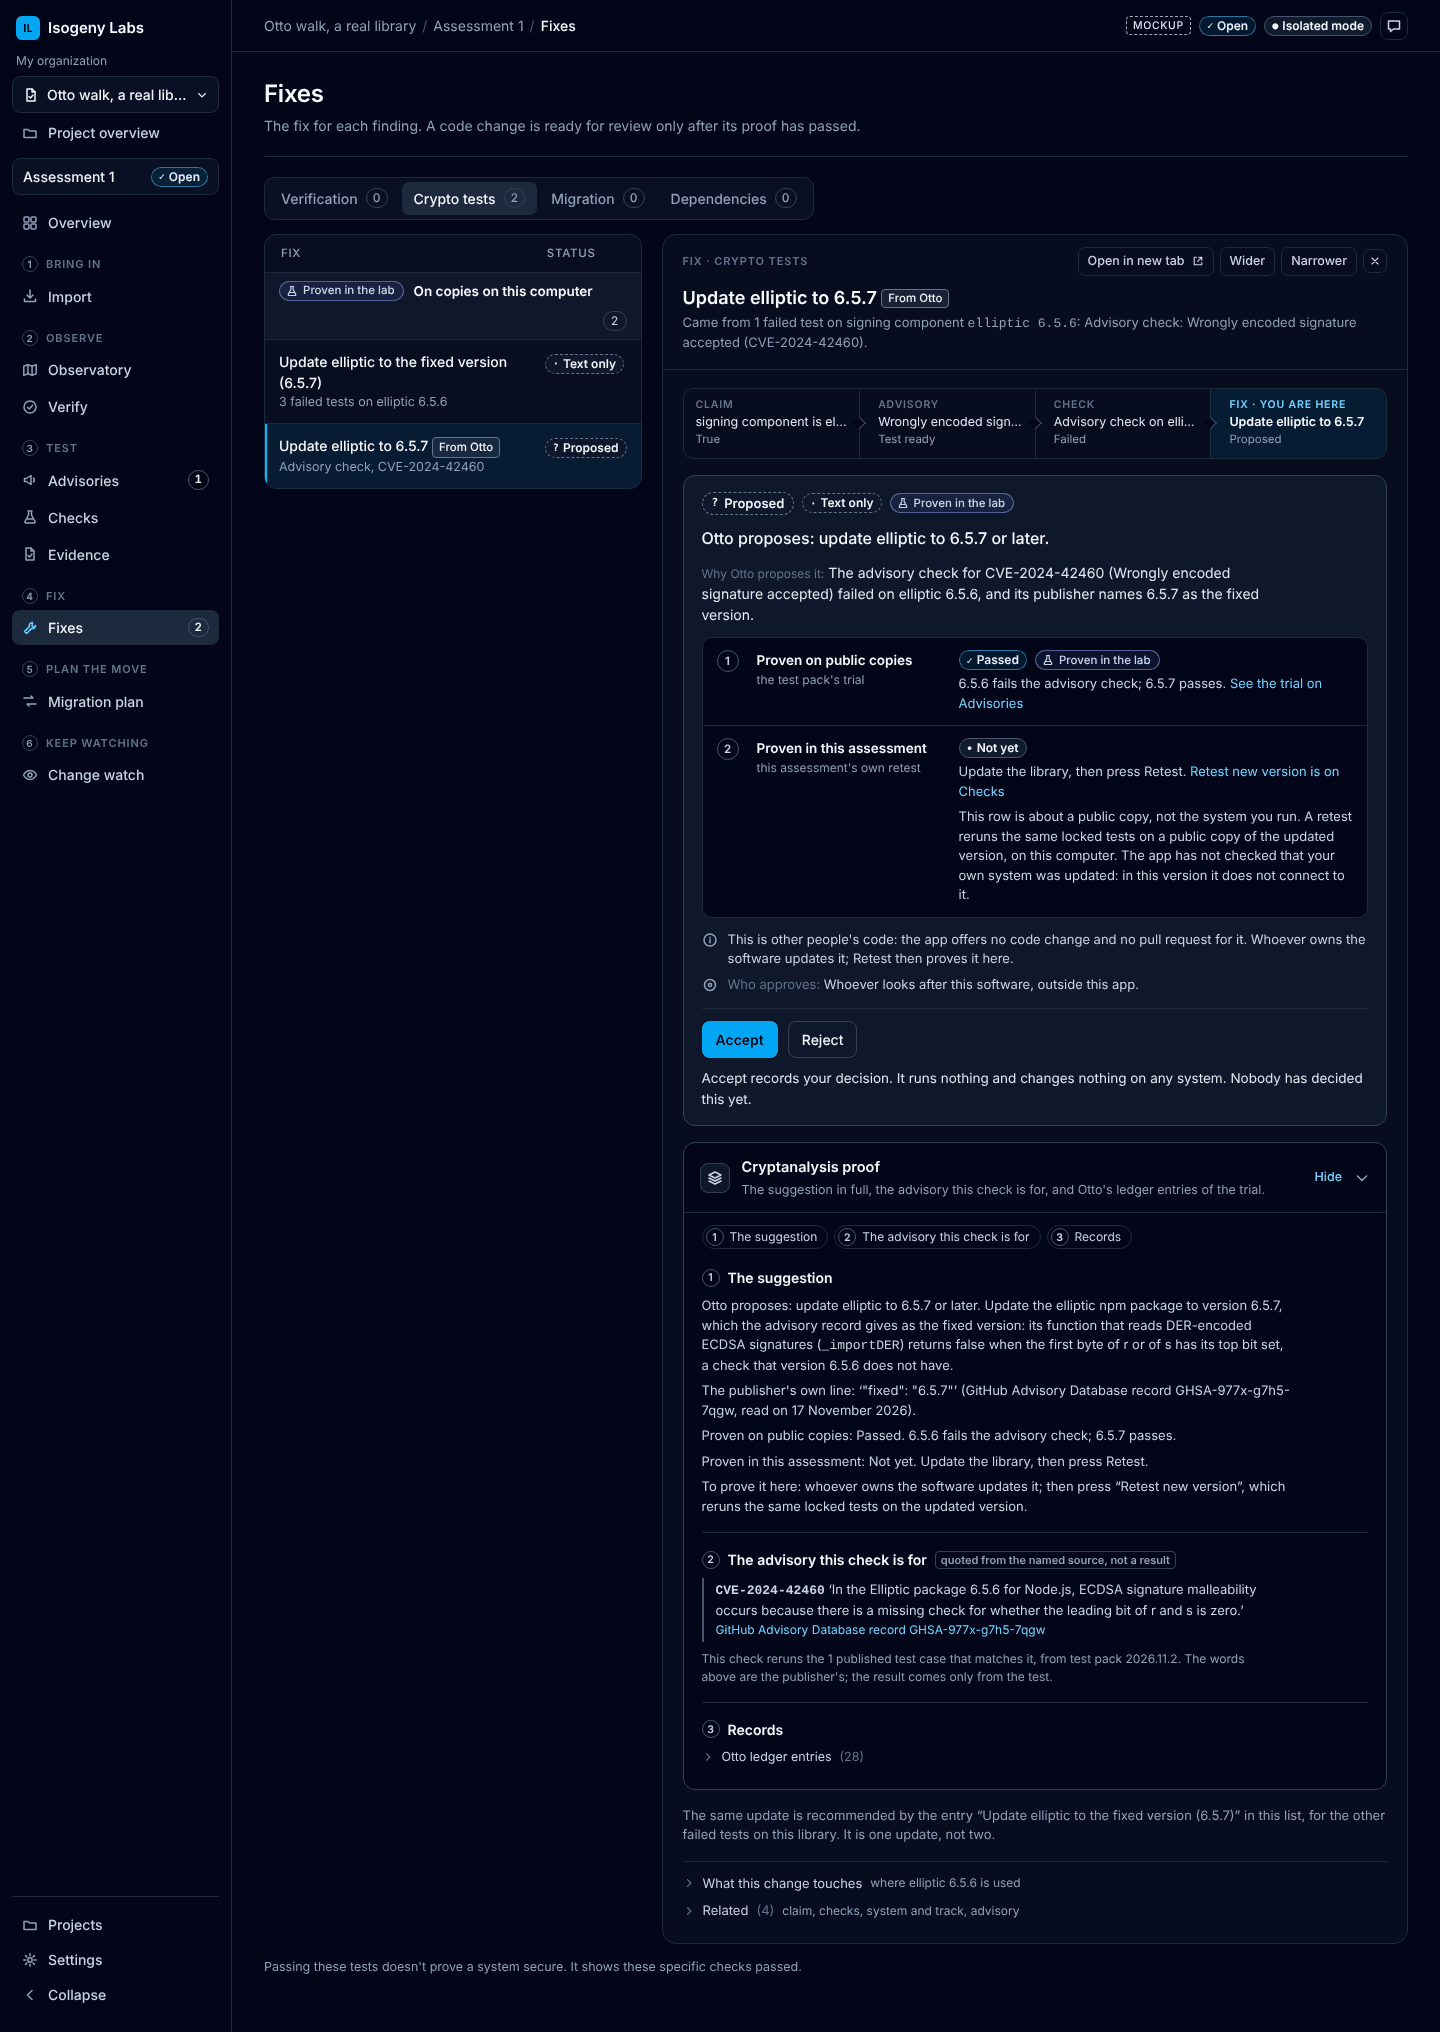 IL Isogeny Labs
My organization
Otto walk, a real lib...
Project overview
Assessment 1 ✓ Open
Overview
1 BRING IN
Import
2 OBSERVE
Observatory
Verify
3 TEST
Advisories 1
Checks
Evidence
4 FIX
Fixes 2
5 PLAN THE MOVE
Migration plan
6 KEEP WATCHING
Change watch
Projects
Settings
Collapse
Otto walk, a real library / Assessment 1 / Fixes
MOCKUP ✓ Open • Isolated mode
Fixes
The fix for each finding. A code change is ready for review only after its proof has passed.
Verification 0 Crypto tests 2 Migration 0 Dependencies 0
FIX STATUS
Proven in the lab On copies on this computer
2
Update elliptic to the fixed version · Text only
(6.5.7)
3 failed tests on elliptic 6.5.6
Update elliptic to 6.5.7 From Otto ? Proposed
Advisory check, CVE-2024-42460
FIX · CRYPTO TESTS Open in new tab Wider Narrower ×
Update elliptic to 6.5.7 From Otto
Came from 1 failed test on signing component elliptic 6.5.6: Advisory check: Wrongly encoded signature
accepted (CVE-2024-42460).
CLAIM ADVISORY CHECK FIX · YOU ARE HERE
signing component is el... Wrongly encoded sign... Advisory check on elli... Update elliptic to 6.5.7
True Test ready Failed Proposed
? Proposed · Text only Proven in the lab
Otto proposes: update elliptic to 6.5.7 or later.
Why Otto proposes it: The advisory check for CVE-2024-42460 (Wrongly encoded
signature accepted) failed on elliptic 6.5.6, and its publisher names 6.5.7 as the fixed
version.
1 Proven on public copies ✓ Passed Proven in the lab
the test pack's trial
6.5.6 fails the advisory check; 6.5.7 passes. See the trial on
Advisories
2 Proven in this assessment • Not yet
this assessment's own retest
Update the library, then press Retest. Retest new version is on
Checks
This row is about a public copy, not the system you run. A retest
reruns the same locked tests on a public copy of the updated
version, on this computer. The app has not checked that your
own system was updated: in this version it does not connect to
it.
This is other people's code: the app offers no code change and no pull request for it. Whoever owns the
software updates it; Retest then proves it here.
Who approves: Whoever looks after this software, outside this app.
Accept Reject
Accept records your decision. It runs nothing and changes nothing on any system. Nobody has decided
this yet.
Cryptanalysis proof
The suggestion in full, the advisory this check is for, and Otto's ledger entries of the trial.
Hide
1 The suggestion 2 The advisory this check is for 3 Records
1 The suggestion
Otto proposes: update elliptic to 6.5.7 or later. Update the elliptic npm package to version 6.5.7,
which the advisory record gives as the fixed version: its function that reads DER-encoded
ECDSA signatures (_importDER) returns false when the first byte of r or of s has its top bit set,
a check that version 6.5.6 does not have.
The publisher's own line: ‘"fixed": "6.5.7"’ (GitHub Advisory Database record GHSA-977x-g7h5-
7qgw, read on 17 November 2026).
Proven on public copies: Passed. 6.5.6 fails the advisory check; 6.5.7 passes.
Proven in this assessment: Not yet. Update the library, then press Retest.
To prove it here: whoever owns the software updates it; then press “Retest new version”, which
reruns the same locked tests on the updated version.
2 The advisory this check is for quoted from the named source, not a result
CVE-2024-42460 ‘In the Elliptic package 6.5.6 for Node.js, ECDSA signature malleability
occurs because there is a missing check for whether the leading bit of r and s is zero.’
GitHub Advisory Database record GHSA-977x-g7h5-7qgw
This check reruns the 1 published test case that matches it, from test pack 2026.11.2. The words
above are the publisher's; the result comes only from the test.
3 Records
Otto ledger entries (28)
The same update is recommended by the entry “Update elliptic to the fixed version (6.5.7)” in this list, for the other
failed tests on this library. It is one update, not two.
What this change touches where elliptic 6.5.6 is used
Related (4) claim, checks, system and track, advisory
Passing these tests doesn't prove a system secure. It shows these specific checks passed.